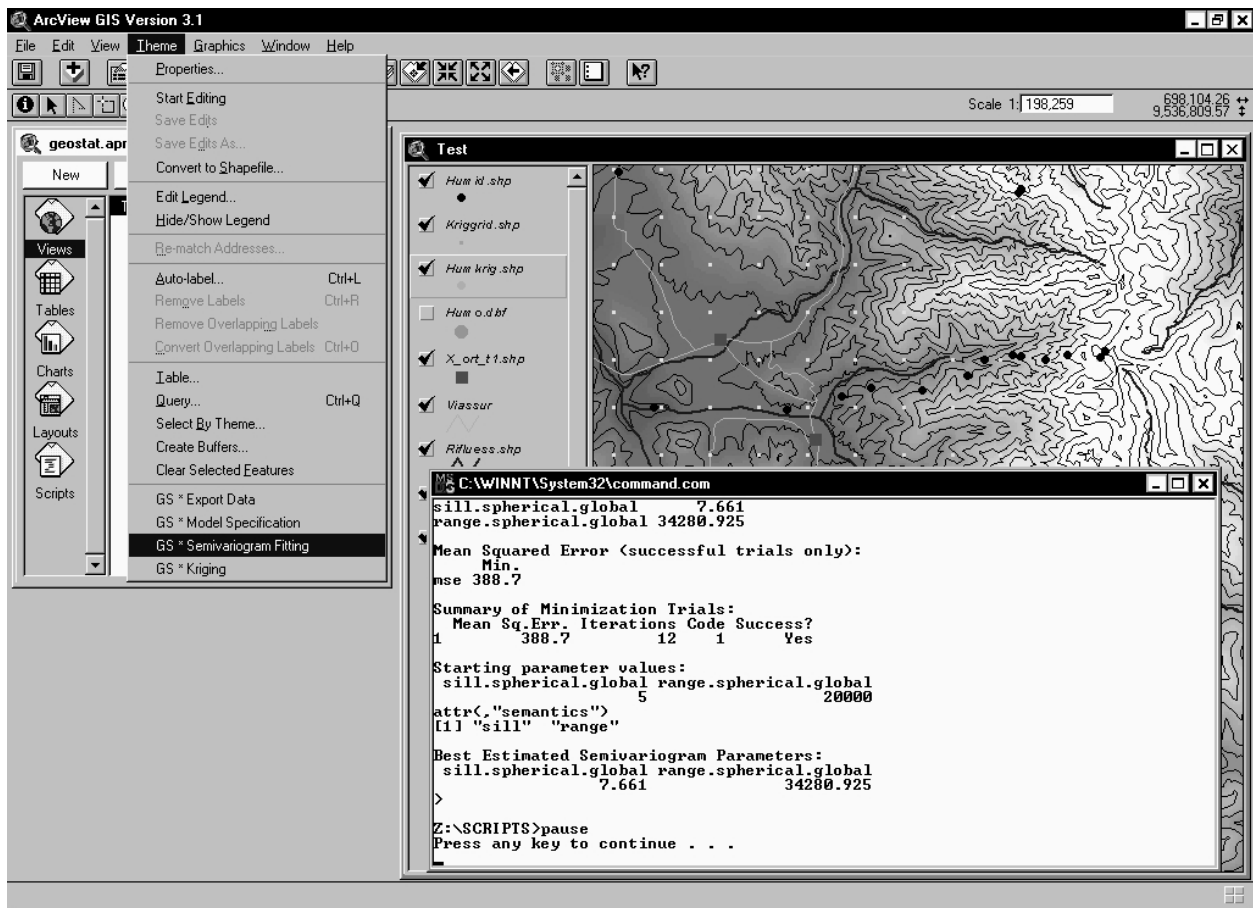 ArcView GIS Version 3.1
File Edit View Theme Graphics Window Help
Scale 1: 198,259
698,104.26
9,536,809.57
Properties...
Start Editing
Save Edits
Save Edits As...
Convert to Shapefile...
Edit Legend...
Hide/Show Legend
Re-match Addresses...
Auto-label... Ctrl+L
Remove Labels Ctrl+R
Remove Overlapping Labels
Convert Overlapping Labels Ctrl+O
Table...
Query... Ctrl+Q
Select By Theme...
Create Buffers...
Clear Selected Features
GS * Export Data
GS * Model Specification
GS * Semivariogram Fitting
GS * Kriging
geostat.apr
New
Views
Tables
Charts
Layouts
Scripts
Test
Hum id.shp
Kriggrid.shp
Hum krig.shp
Hum o.dbf
X_ort_t1.shp
Viassur
Rifluess.shp
C:\WINNT\System32\command.com
sill.spherical.global 7.661
range.spherical.global 34280.925
Mean Squared Error (successful trials only):
Min.
mse 388.7
Summary of Minimization Trials:
Mean Sq.Err. Iterations Code Success?
1 388.7 12 1 Yes
Starting parameter values:
sill.spherical.global range.spherical.global
5 20000
attr(,"semantics")
[1] "sill" "range"
Best Estimated Semivariogram Parameters:
sill.spherical.global range.spherical.global
7.661 34280.925
>
Z:\SCRIPTS>pause
Press any key to continue . . .